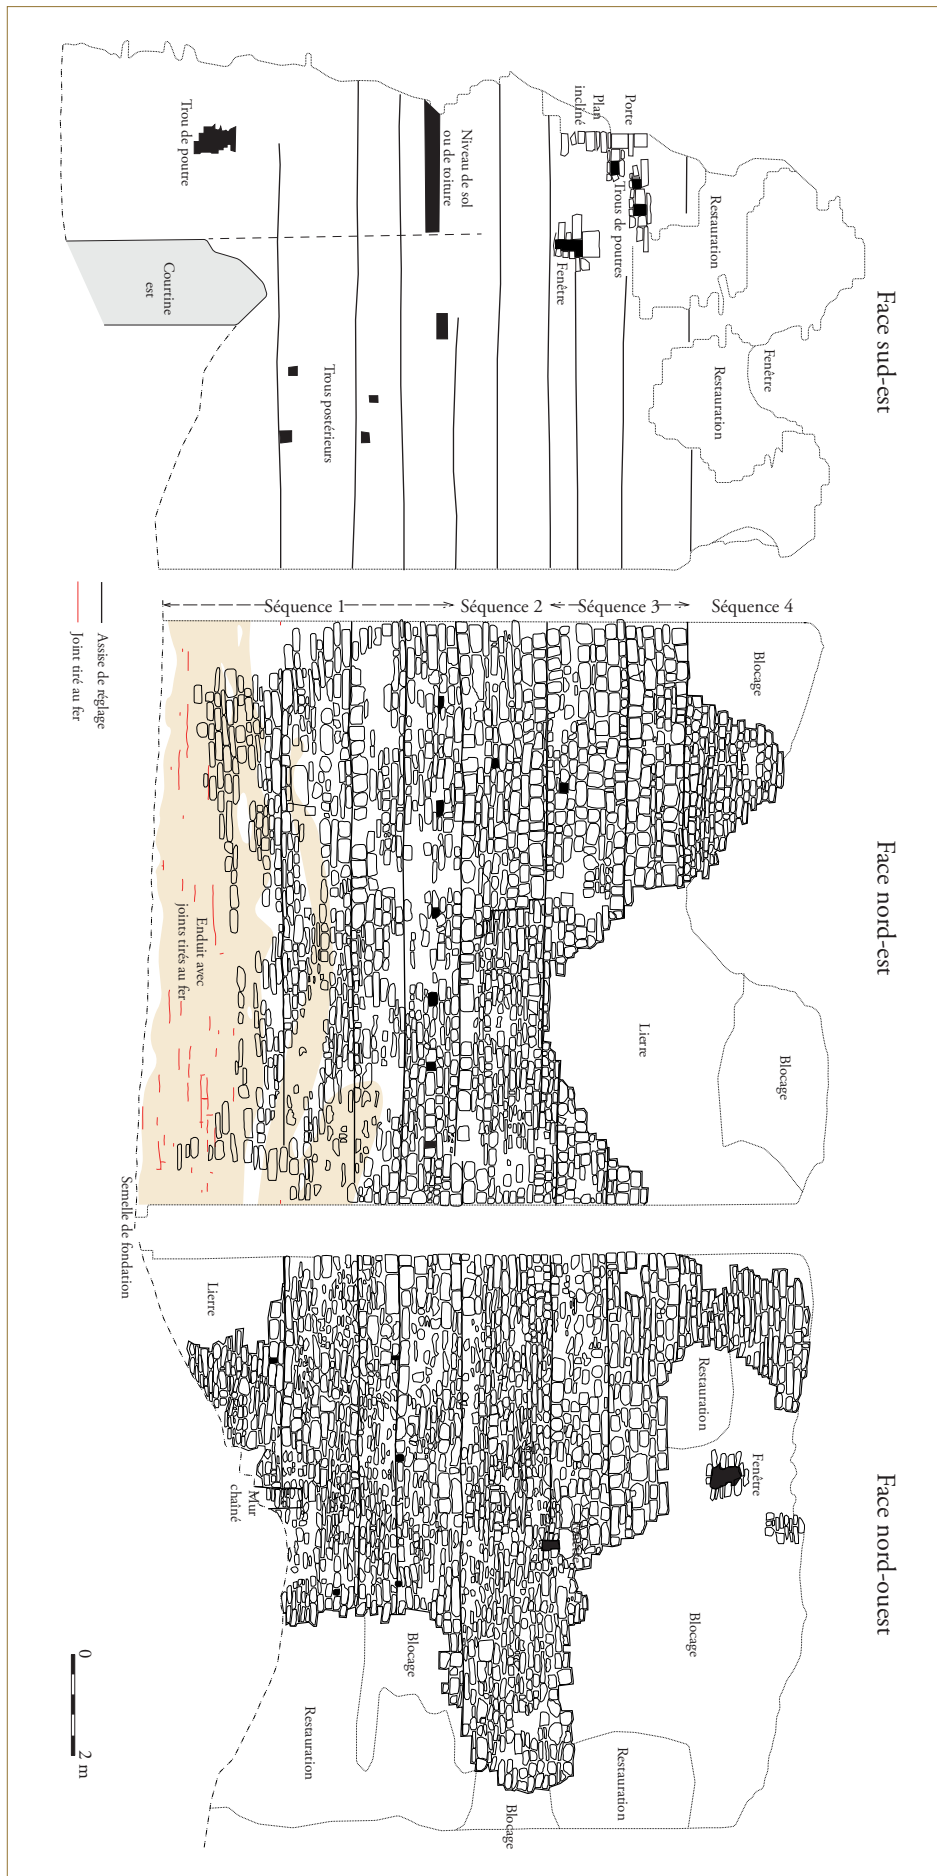 Face sud-est
Restauration
Fenêtre
Restauration
Porte
Plan
incliné
Trous de poutres
Fenêtre
Niveau de sol
ou de toiture
Trou de poutre
Trous postérieurs
Courtine
est
Face nord-est
Séquence 4
Séquence 3
Séquence 2
Séquence 1
Blocage
Blocage
Lierre
Enduit avec
joints tirés au fer
Assise de réglage
Joint tiré au fer
Semelle de fondation
Face nord-ouest
Restauration
Fenêtre
Blocage
Lierre
Mur
chaîné
Blocage
Restauration
Restauration
Blocage
0 2 m